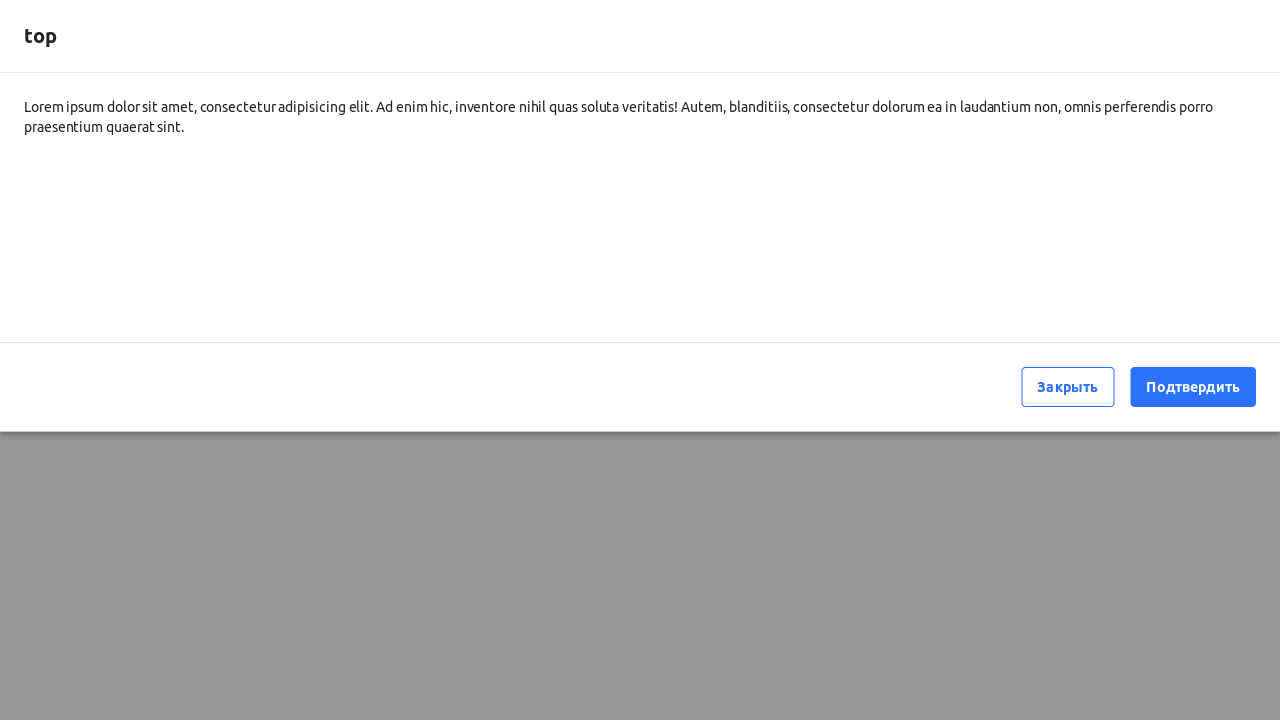 top
Lorem ipsum dolor sit amet, consectetur adipisicing elit. Ad enim hic, inventore nihil quas soluta veritatis! Autem, blanditiis, consectetur dolorum ea in laudantium non, omnis perferendis porro
praesentium quaerat sint.
Закрыть Подтвердить